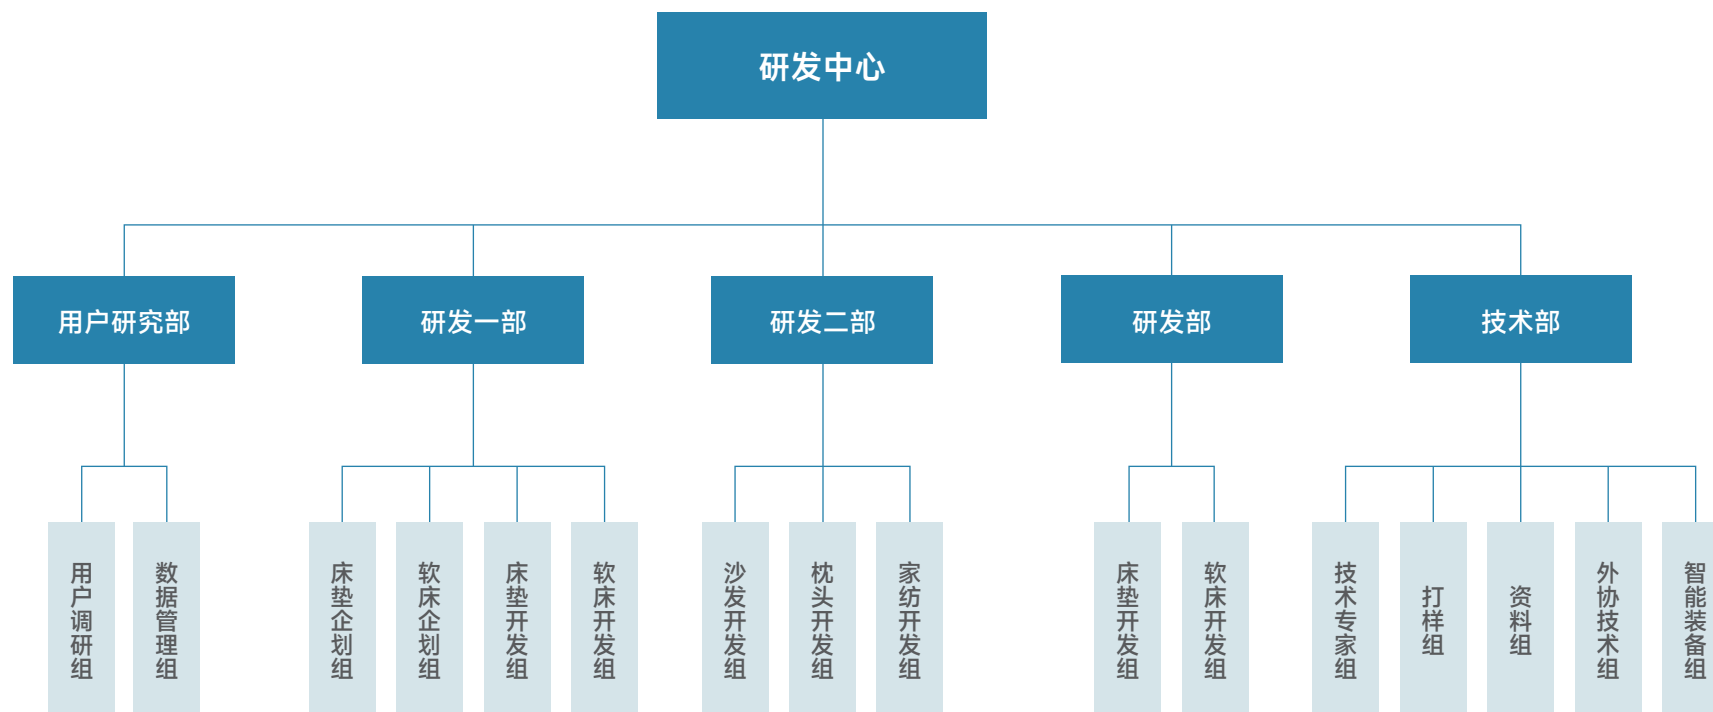 研发中心
用户研究部
研发一部
研发二部
研发部
技术部
用户调研组
数据管理组
床垫企划组
软床企划组
床垫开发组
软床开发组
沙发开发组
枕头开发组
家纺开发组
床垫开发组
软床开发组
技术专家组
打样组
资料组
外协技术组
智能装备组